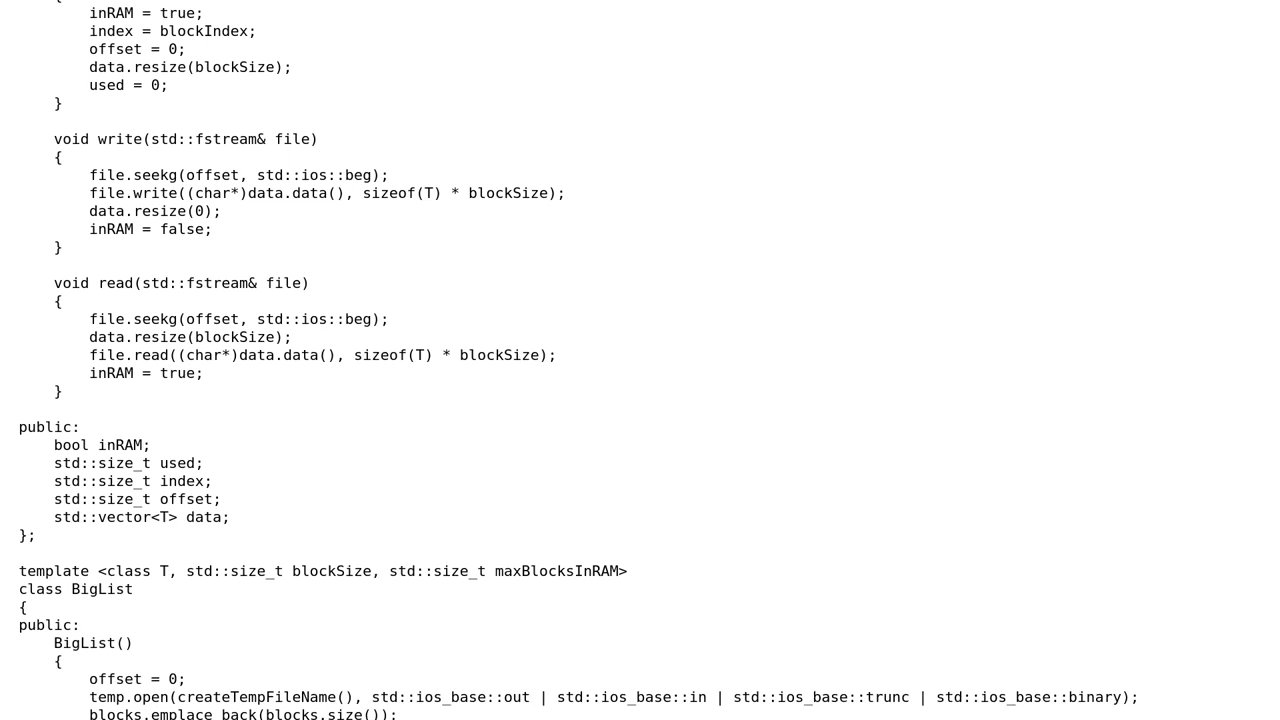 {
        inRAM = true;
        index = blockIndex;
        offset = 0;
        data.resize(blockSize);
        used = 0;
    }

    void write(std::fstream& file)
    {
        file.seekg(offset, std::ios::beg);
        file.write((char*)data.data(), sizeof(T) * blockSize);
        data.resize(0);
        inRAM = false;
    }

    void read(std::fstream& file)
    {
        file.seekg(offset, std::ios::beg);
        data.resize(blockSize);
        file.read((char*)data.data(), sizeof(T) * blockSize);
        inRAM = true;
    }

public:
    bool inRAM;
    std::size_t used;
    std::size_t index;
    std::size_t offset;
    std::vector<T> data;
};

template <class T, std::size_t blockSize, std::size_t maxBlocksInRAM>
class BigList
{
public:
    BigList()
    {
        offset = 0;
        temp.open(createTempFileName(), std::ios_base::out | std::ios_base::in | std::ios_base::trunc | std::ios_base::binary);
        blocks.emplace_back(blocks.size());